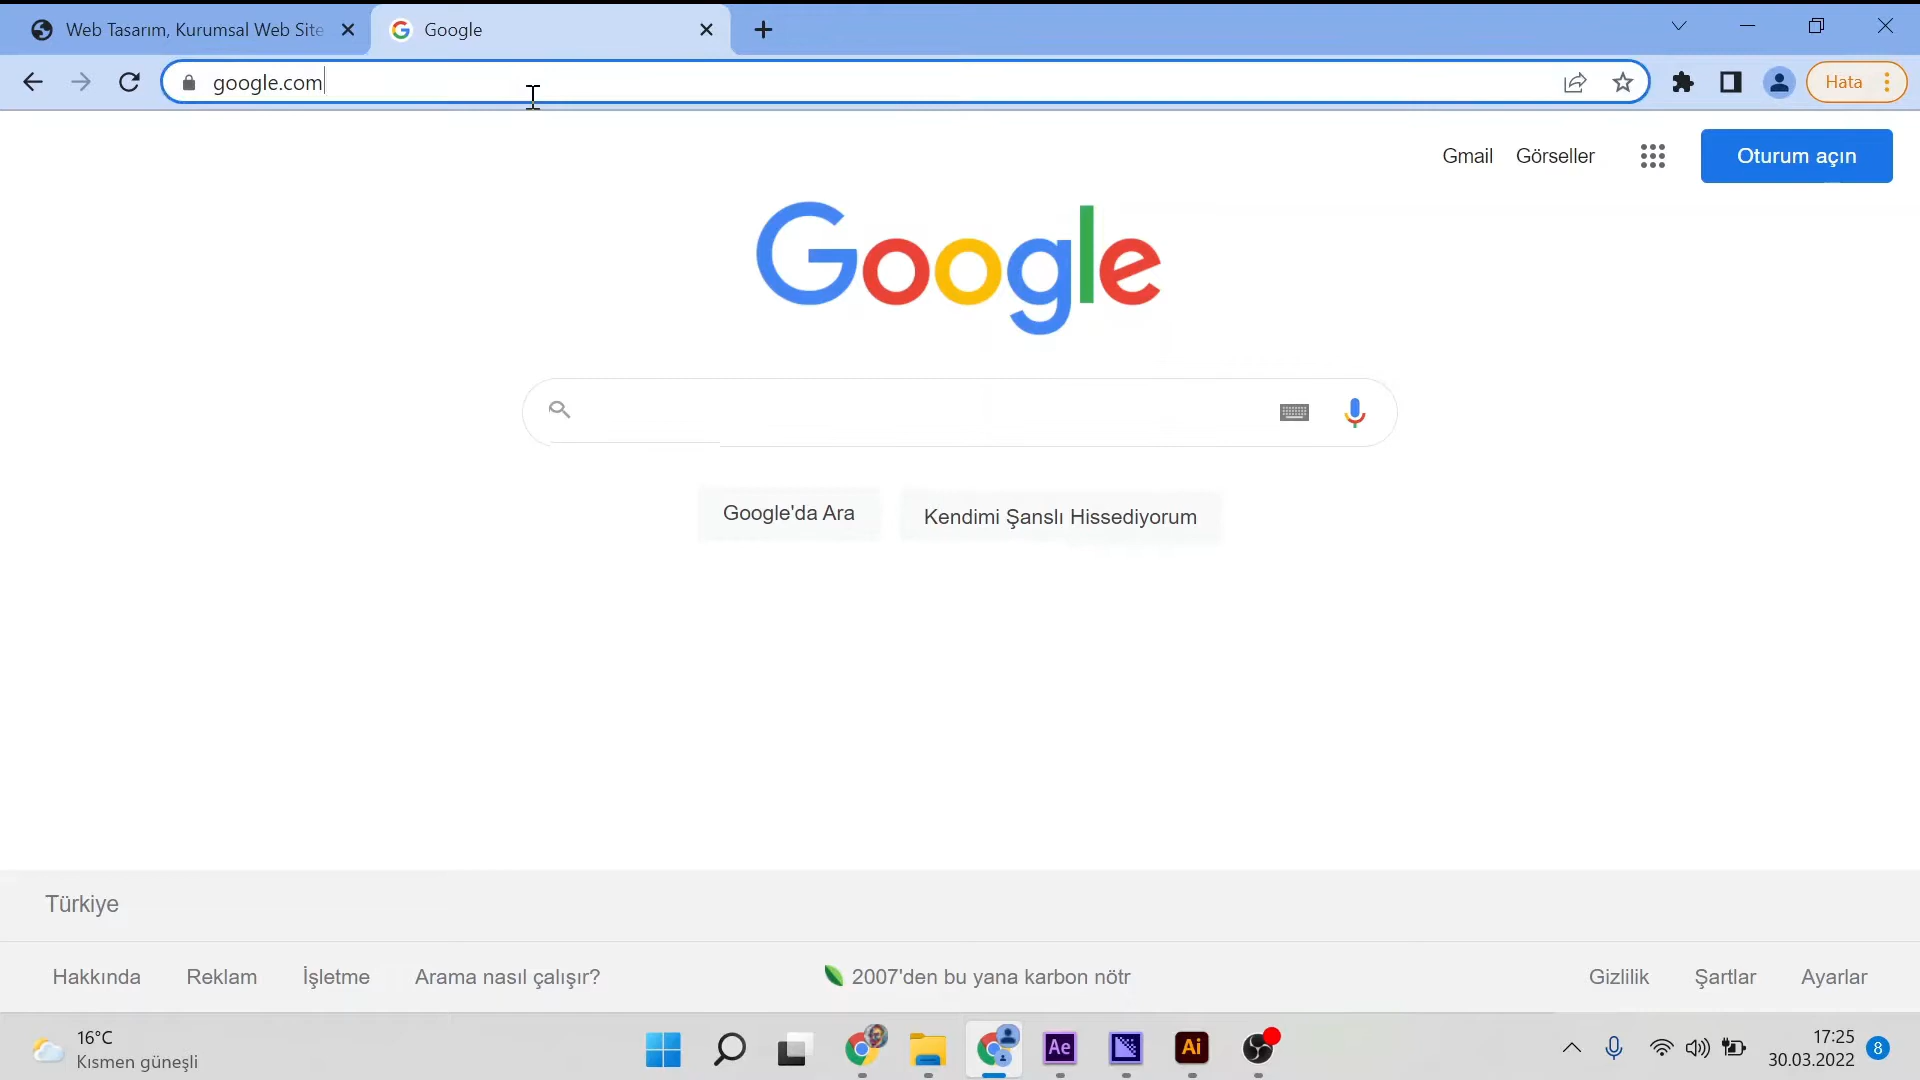 Web Tasarım, Kurumsal Web Site
Google
google.com
Hata
Gmail
Görseller
Oturum açın
Google
Google'da Ara
Kendimi Şanslı Hissediyorum
Türkiye
Hakkında
Reklam
İşletme
Arama nasıl çalışır?
2007'den bu yana karbon nötr
Gizlilik
Şartlar
Ayarlar
16°C
Kısmen güneşli
Ae
Ai
17:25
30.03.2022
8